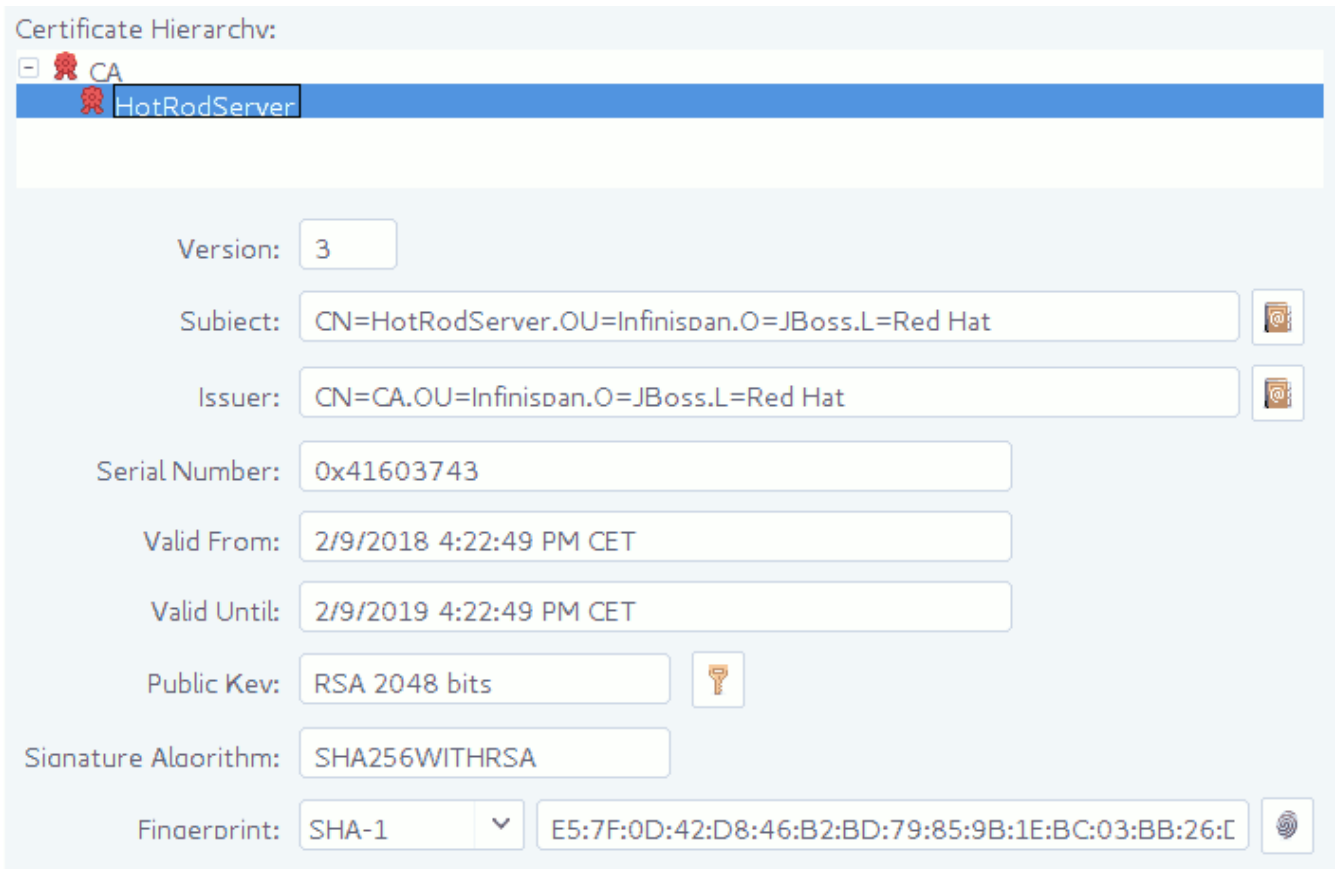 Certificate Hierarchy:
CA
HotRodServer
Version: 3
Subject: CN=HotRodServer,OU=Infinispan,O=JBoss,L=Red Hat
Issuer: CN=CA,OU=Infinispan,O=JBoss,L=Red Hat
Serial Number: 0x41603743
Valid From: 2/9/2018 4:22:49 PM CET
Valid Until: 2/9/2019 4:22:49 PM CET
Public Key: RSA 2048 bits
Signature Algorithm: SHA256WITHRSA
Fingerprint: SHA-1 E5:7F:0D:42:D8:46:B2:BD:79:85:9B:1E:BC:03:BB:26: